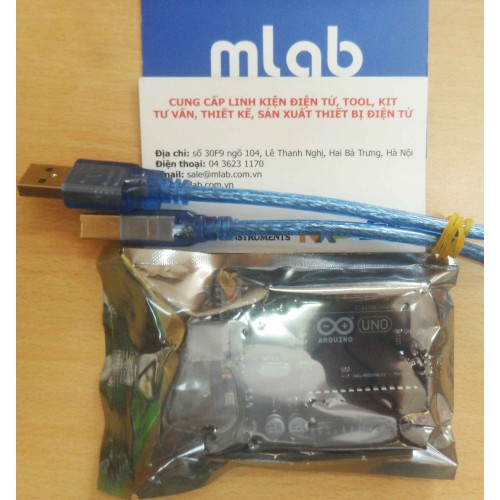 mlab
CUNG CẤP LINH KIỆN ĐIỆN TỬ, TOOL, KIT
TƯ VẤN, THIẾT KẾ, SẢN XUẤT THIẾT BỊ ĐIỆN TỬ
Địa chỉ: số 30F9 ngõ 104, Lê Thanh Nghị, Hai Bà Trưng, Hà Nội
Điện thoại: 04 3623 1170
Email: sale@mlab.com.vn
lab.com.vn
INSTRUMENTS
UNO
ARDUINO